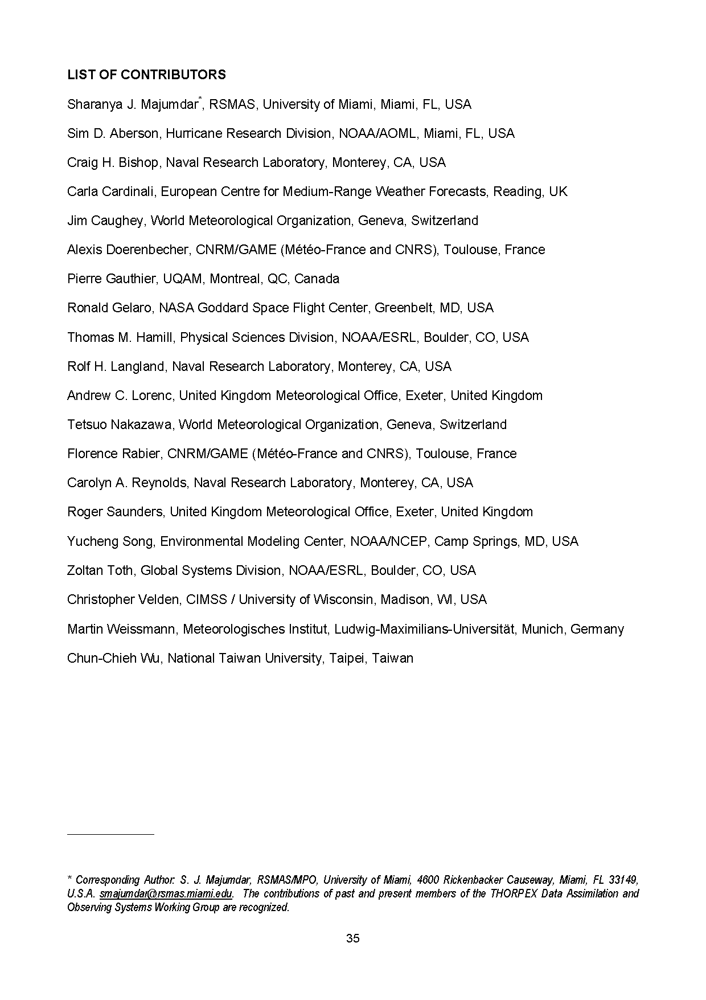 LIST OF CONTRIBUTORS
Sharanya J. Majumdar*, RSMAS, University of Miami, Miami, FL, USA
Sim D. Aberson, Hurricane Research Division, NOAA/AOML, Miami, FL, USA
Craig H. Bishop, Naval Research Laboratory, Monterey, CA, USA
Carla Cardinali, European Centre for Medium-Range Weather Forecasts, Reading, UK
Jim Caughey, World Meteorological Organization, Geneva, Switzerland
Alexis Doerenbecher, CNRM/GAME (Météo-France and CNRS), Toulouse, France
Pierre Gauthier, UQAM, Montreal, QC, Canada
Ronald Gelaro, NASA Goddard Space Flight Center, Greenbelt, MD, USA
Thomas M. Hamill, Physical Sciences Division, NOAA/ESRL, Boulder, CO, USA
Rolf H. Langland, Naval Research Laboratory, Monterey, CA, USA
Andrew C. Lorenc, United Kingdom Meteorological Office, Exeter, United Kingdom
Tetsuo Nakazawa, World Meteorological Organization, Geneva, Switzerland
Florence Rabier, CNRM/GAME (Météo-France and CNRS), Toulouse, France
Carolyn A. Reynolds, Naval Research Laboratory, Monterey, CA, USA
Roger Saunders, United Kingdom Meteorological Office, Exeter, United Kingdom
Yucheng Song, Environmental Modeling Center, NOAA/NCEP, Camp Springs, MD, USA
Zoltan Toth, Global Systems Division, NOAA/ESRL, Boulder, CO, USA
Christopher Velden, CIMSS / University of Wisconsin, Madison, WI, USA
Martin Weissmann, Meteorologisches Institut, Ludwig-Maximilians-Universität, Munich, Germany
Chun-Chieh Wu, National Taiwan University, Taipei, Taiwan
* Corresponding Author: S. J. Majumdar, RSMAS/MPO, University of Miami, 4600 Rickenbacker Causeway, Miami, FL 33149,
U.S.A. smajumdar@rsmas.miami.edu. The contributions of past and present members of the THORPEX Data Assimilation and
Observing Systems Working Group are recognized.
35